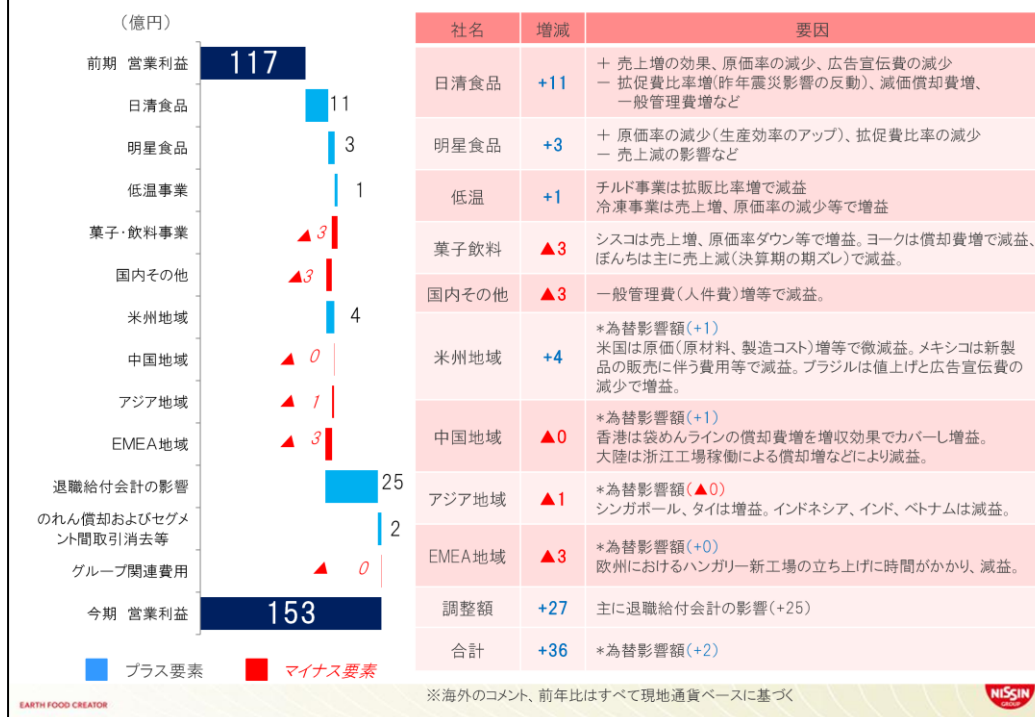 （億円）
前期 営業利益
117
日清食品
11
明星食品
3
低温事業
1
菓子・飲料事業
▲ 3
国内その他
▲3
米州地域
4
中国地域
▲ 0
アジア地域
▲ 1
EMEA地域
▲ 3
退職給付会計の影響
25
のれん償却およびセグメ
ント間取引消去等
2
グループ関連費用
▲ 0
今期 営業利益
153
プラス要素
マイナス要素
社名 増減 要因
日清食品 +11
＋ 売上増の効果、原価率の減少、広告宣伝費の減少
－ 拡促費比率増(昨年震災影響の反動)、減価償却費増、
一般管理費増など
明星食品 +3
＋ 原価率の減少（生産効率のアップ）、拡促費比率の減少
－ 売上減の影響など
低温 +1
チルド事業は拡販比率増で減益
冷凍事業は売上増、原価率の減少等で増益
菓子飲料 ▲3
シスコは売上増、原価率ダウン等で増益。ヨークは償却費増で減益、
ぼんちは主に売上減（決算期の期ズレ）で減益。
国内その他 ▲3 一般管理費（人件費）増等で減益。
米州地域 +4
*為替影響額(+1)
米国は原価（原材料、製造コスト）増等で微減益。メキシコは新製
品の販売に伴う費用等で減益。ブラジルは値上げと広告宣伝費の
減少で増益。
中国地域 ▲0
*為替影響額(+1)
香港は袋めんラインの償却費増を増収効果でカバーし増益。
大陸は浙江工場稼働による償却増などにより減益。
アジア地域 ▲1
*為替影響額(▲0)
シンガポール、タイは増益。インドネシア、インド、ベトナムは減益。
EMEA地域 ▲3
*為替影響額(+0)
欧州におけるハンガリー新工場の立ち上げに時間がかかり、減益。
調整額 +27 主に退職給付会計の影響(+25)
合計 +36 *為替影響額(+2)
※海外のコメント、前年比はすべて現地通貨ベースに基づく
EARTH FOOD CREATOR
NISSIN
GROUP